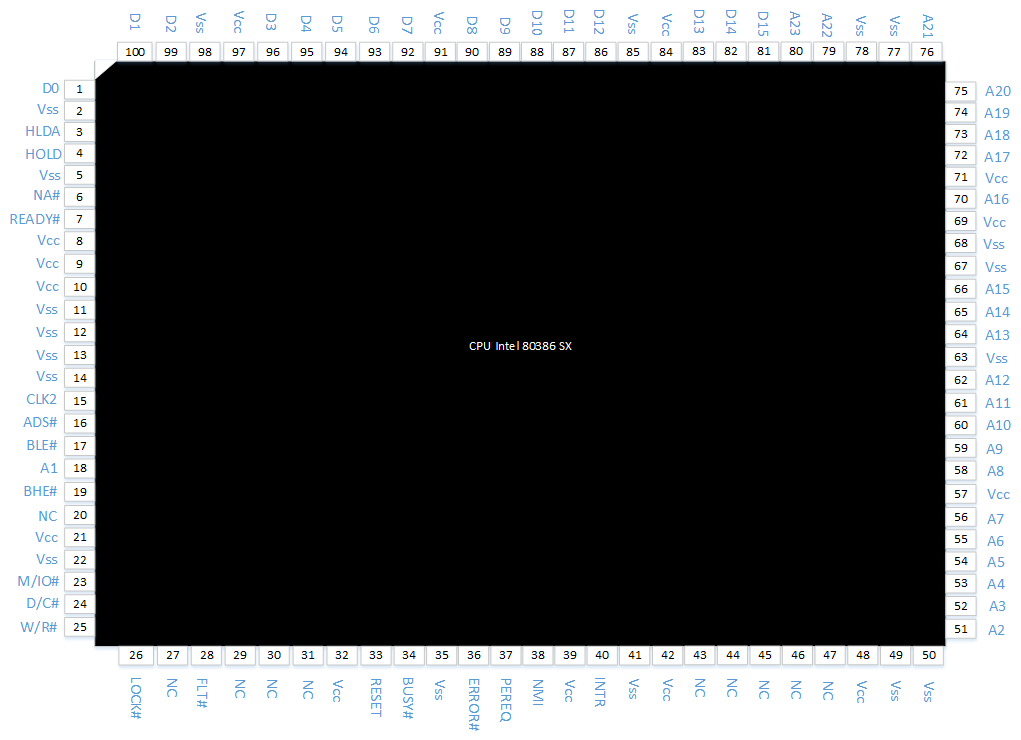 D1 D2 Vss Vcc D3 D4 D5 D6 D7 Vcc D8 D9 D10 D11 D12 Vss Vcc D13 D14 D15 A23 A22 Vss Vss A21
100 99 98 97 96 95 94 93 92 91 90 89 88 87 86 85 84 83 82 81 80 79 78 77 76
D0 1
Vss 2
HLDA 3
HOLD 4
Vss 5
NA# 6
READY# 7
Vcc 8
Vcc 9
Vcc 10
Vss 11
Vss 12
Vss 13
Vss 14
CLK2 15
ADS# 16
BLE# 17
A1 18
BHE# 19
NC 20
Vcc 21
Vss 22
M/IO# 23
D/C# 24
W/R# 25
CPU Intel 80386 SX
75 A20
74 A19
73 A18
72 A17
71 Vcc
70 A16
69 Vcc
68 Vss
67 Vss
66 A15
65 A14
64 A13
63 Vss
62 A12
61 A11
60 A10
59 A9
58 A8
57 Vcc
56 A7
55 A6
54 A5
53 A4
52 A3
51 A2
26 27 28 29 30 31 32 33 34 35 36 37 38 39 40 41 42 43 44 45 46 47 48 49 50
LOCK# NC FLT# NC NC NC Vcc RESET BUSY# Vss ERROR# PEREQ NMI Vcc INTR Vss Vcc NC NC NC NC NC Vcc Vss Vss